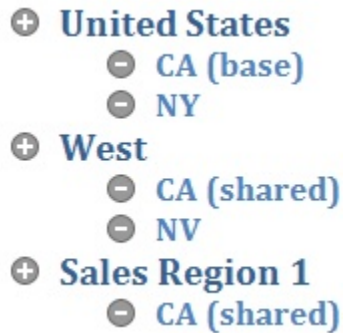 United States
CA (base)
NY
West
CA (shared)
NV
Sales Region 1
CA (shared)